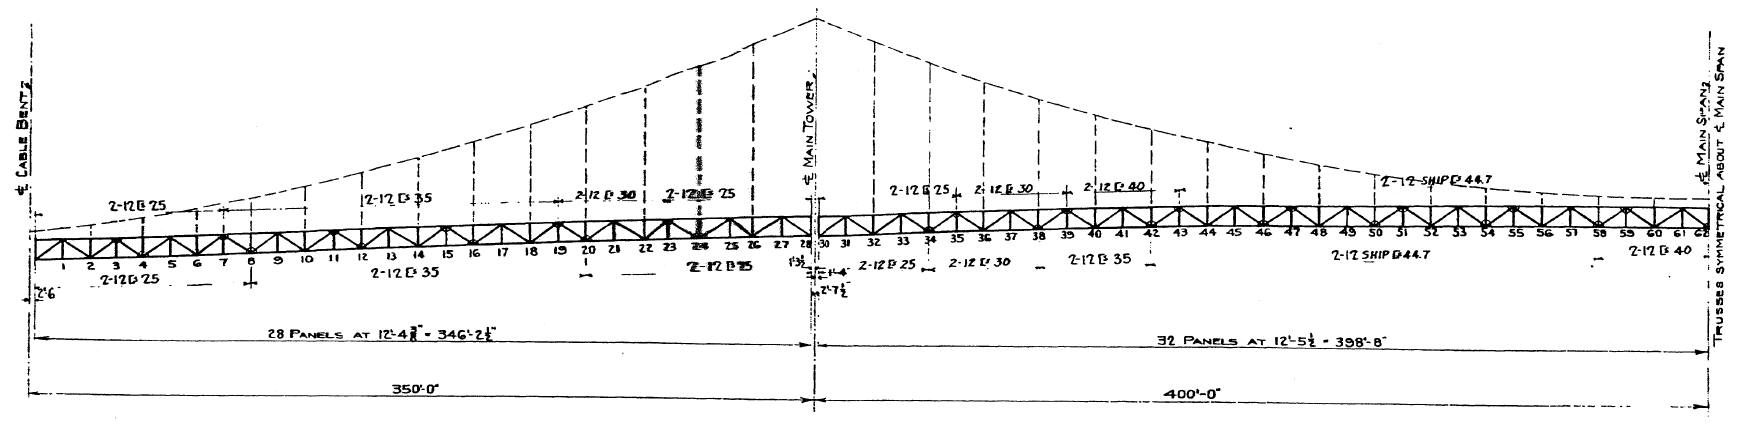 ℄ CABLE BENT
℄ MAIN TOWER
℄ MAIN SPAN
TRUSSES SYMMETRICAL ABOUT ℄ MAIN SPAN
2-12 [s 25
2-12 [s 35
2-12 [s 30
2-12 [s 25
2-12 [s 25
2-12 [s 30
2-12 [s 40
2-12 SHIP [s 44.7
1 2 3 4 5 6 7 8 9 10 11 12 13 14 15 16 17 18 19 20 21 22 23 24 25 26 27 28 30 31 32 33 34 35 36 37 38 39 40 41 42 43 44 45 46 47 48 49 50 51 52 53 54 55 56 57 58 59 60 61 62
2-12 [s 25
2-12 [s 35
2-12 [s 25
1'-3½"
1'-4"
2-12 [s 25
2-12 [s 30
2-12 [s 35
2-12 SHIP [s 44.7
2-12 [s 40
2'-6"
2'-7½"
28 PANELS AT 12'-4⅜" = 346'-2½"
32 PANELS AT 12'-5½ = 398'-8"
350'-0"
400'-0"